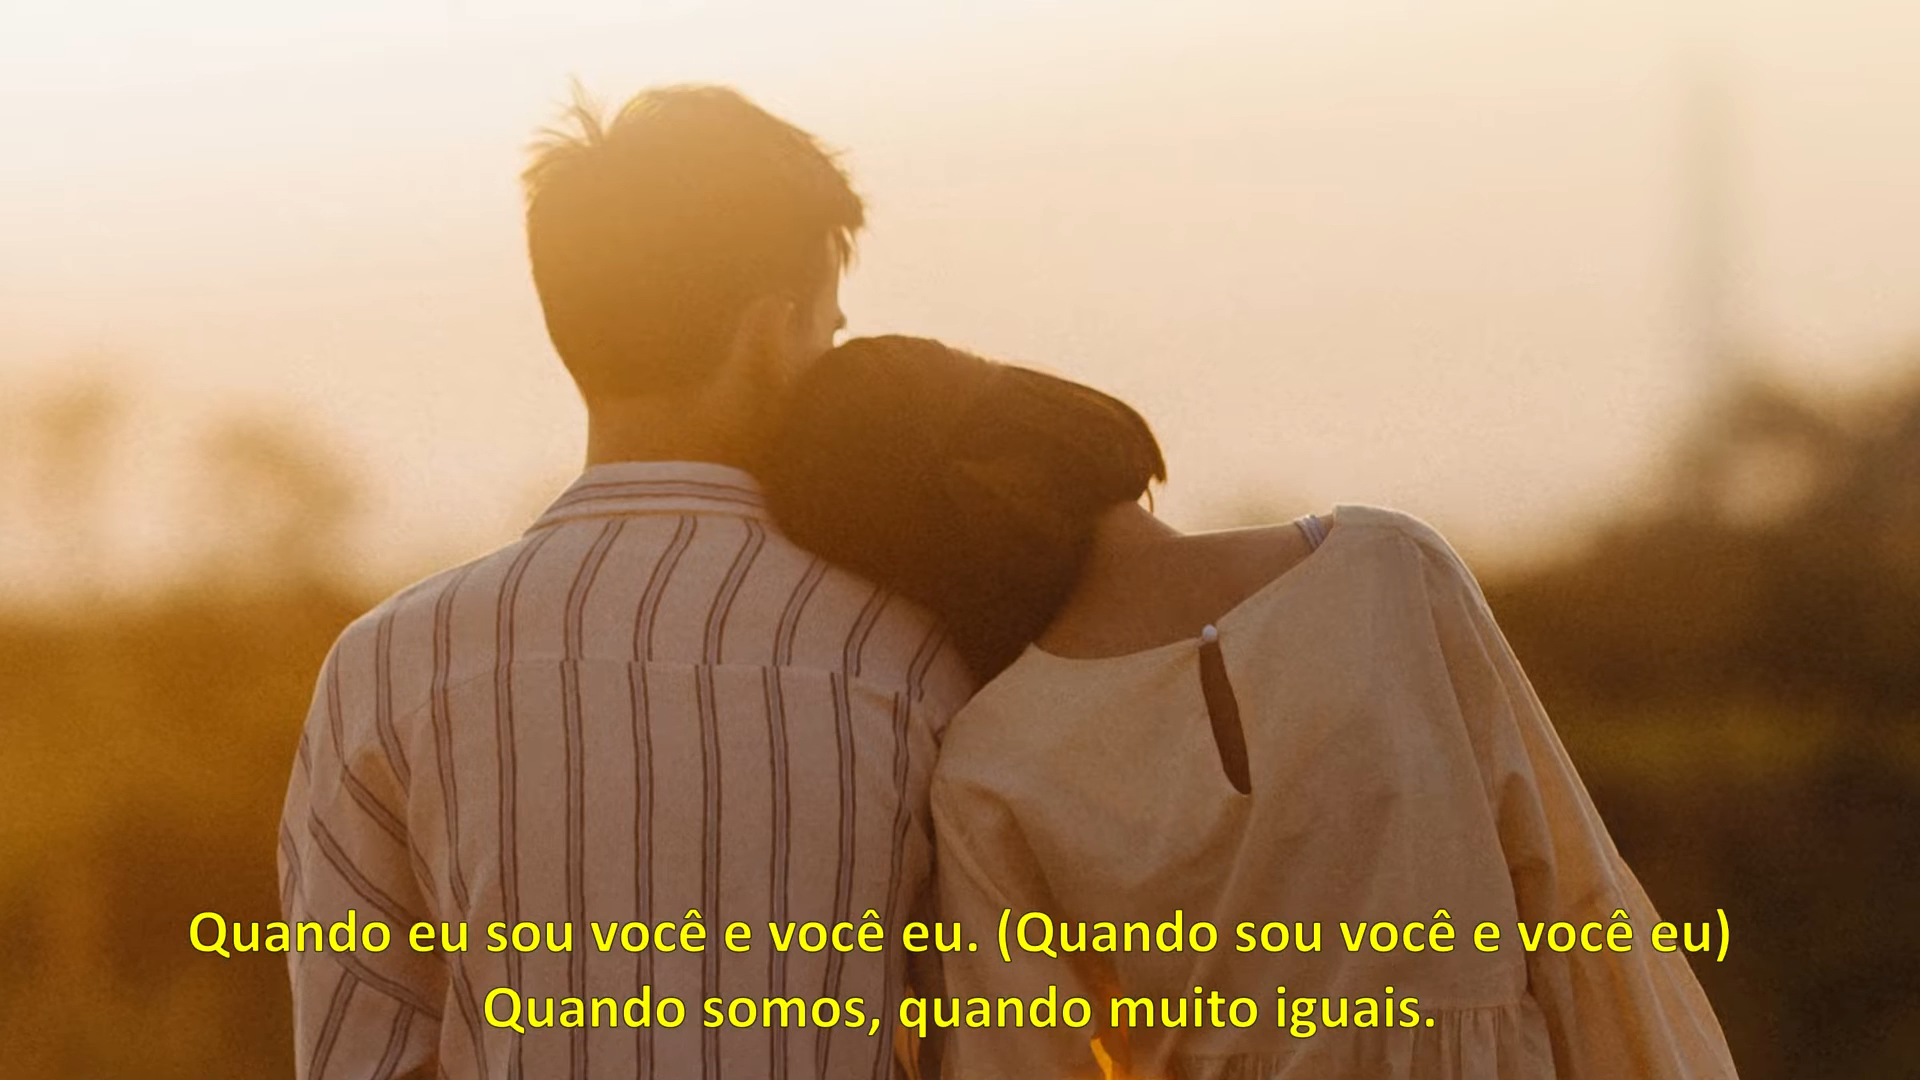 Quando eu sou você e você eu. (Quando sou você e você eu)
Quando somos, quando muito iguais.